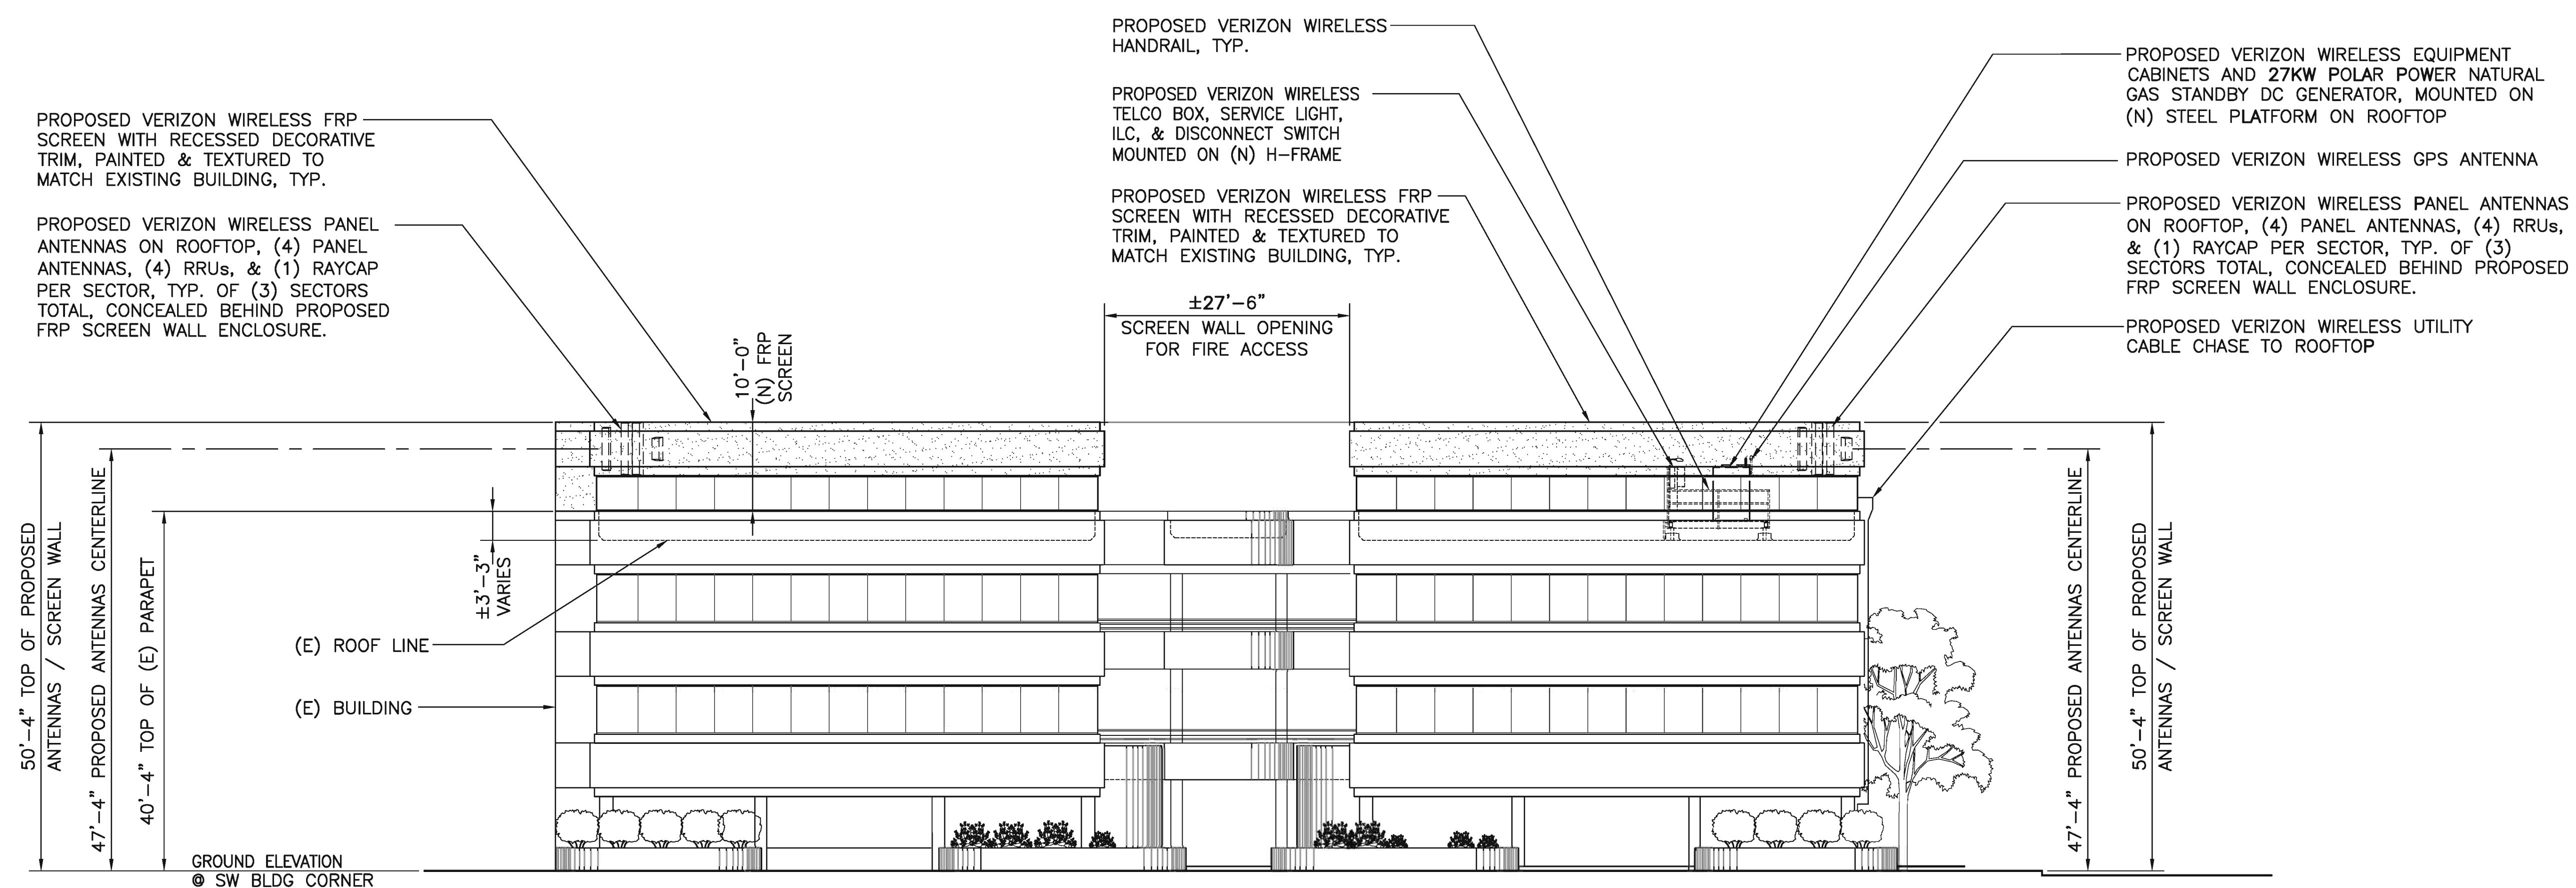 PROPOSED VERIZON WIRELESS FRP
SCREEN WITH RECESSED DECORATIVE
TRIM, PAINTED & TEXTURED TO
MATCH EXISTING BUILDING, TYP.
PROPOSED VERIZON WIRELESS PANEL
ANTENNAS ON ROOFTOP, (4) PANEL
ANTENNAS, (4) RRUs, & (1) RAYCAP
PER SECTOR, TYP. OF (3) SECTORS
TOTAL, CONCEALED BEHIND PROPOSED
FRP SCREEN WALL ENCLOSURE.
PROPOSED VERIZON WIRELESS
HANDRAIL, TYP.
PROPOSED VERIZON WIRELESS
TELCO BOX, SERVICE LIGHT,
ILC, & DISCONNECT SWITCH
MOUNTED ON (N) H-FRAME
PROPOSED VERIZON WIRELESS FRP
SCREEN WITH RECESSED DECORATIVE
TRIM, PAINTED & TEXTURED TO
MATCH EXISTING BUILDING, TYP.
±27'-6"
SCREEN WALL OPENING
FOR FIRE ACCESS
PROPOSED VERIZON WIRELESS EQUIPMENT
CABINETS AND 27KW POLAR POWER NATURAL
GAS STANDBY DC GENERATOR, MOUNTED ON
(N) STEEL PLATFORM ON ROOFTOP
PROPOSED VERIZON WIRELESS GPS ANTENNA
PROPOSED VERIZON WIRELESS PANEL ANTENNAS
ON ROOFTOP, (4) PANEL ANTENNAS, (4) RRUs,
& (1) RAYCAP PER SECTOR, TYP. OF (3)
SECTORS TOTAL, CONCEALED BEHIND PROPOSED
FRP SCREEN WALL ENCLOSURE.
PROPOSED VERIZON WIRELESS UTILITY
CABLE CHASE TO ROOFTOP
10'-0"
(N) FRP
SCREEN
50'-4" TOP OF PROPOSED
ANTENNAS / SCREEN WALL
47'-4" PROPOSED ANTENNAS CENTERLINE
40'-4" TOP OF (E) PARAPET
±3'-3"
VARIES
(E) ROOF LINE
(E) BUILDING
GROUND ELEVATION
@ SW BLDG CORNER
47'-4" PROPOSED ANTENNAS CENTERLINE
50'-4" TOP OF PROPOSED
ANTENNAS / SCREEN WALL